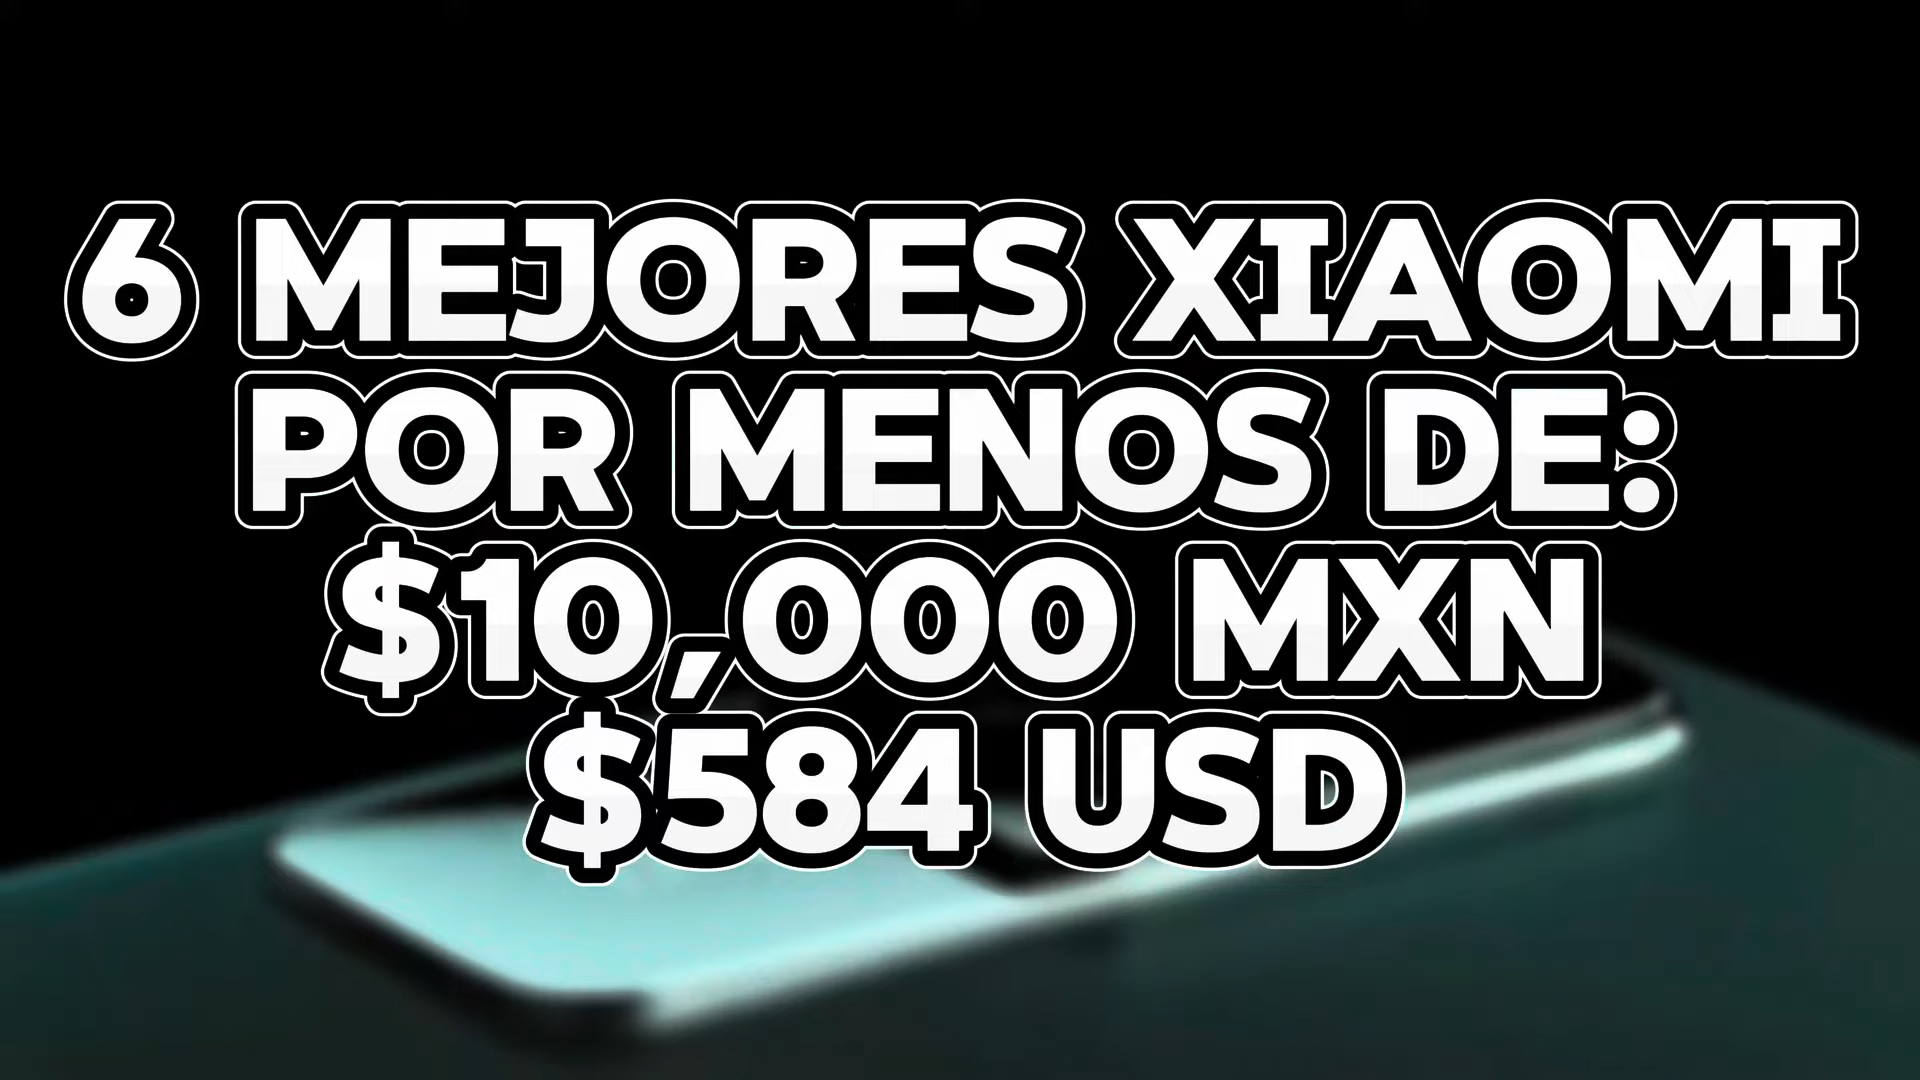 6 MEJORES XIAOMI
POR MENOS DE:
$10,000 MXN
$584 USD